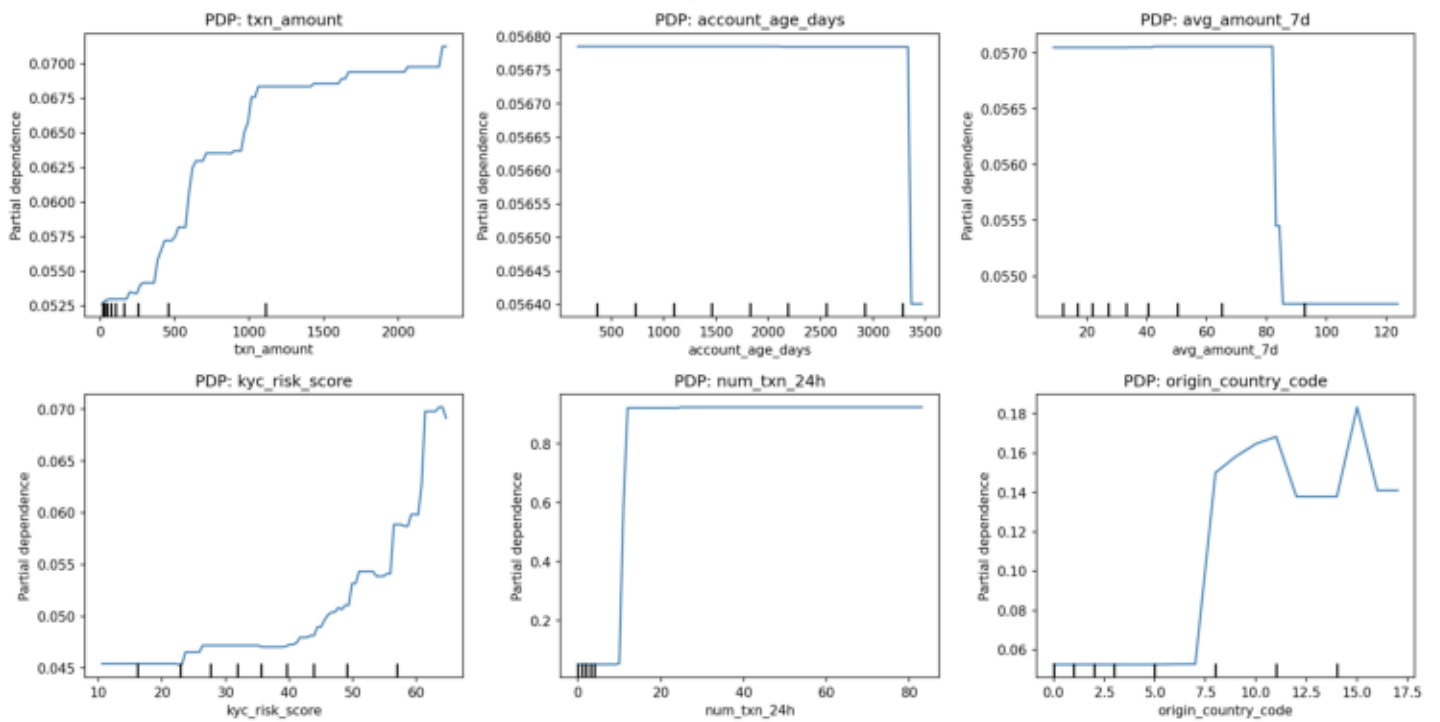 PDP: txn_amount
Partial dependence
0.0700
0.0675
0.0650
0.0625
0.0600
0.0575
0.0550
0.0525
0 500 1000 1500 2000
txn_amount
PDP: account_age_days
Partial dependence
0.05680
0.05675
0.05670
0.05665
0.05660
0.05655
0.05650
0.05645
0.05640
500 1000 1500 2000 2500 3000 3500
account_age_days
PDP: avg_amount_7d
Partial dependence
0.0570
0.0565
0.0560
0.0555
0.0550
20 40 60 80 100 120
avg_amount_7d
PDP: kyc_risk_score
Partial dependence
0.070
0.065
0.060
0.055
0.050
0.045
10 20 30 40 50 60
kyc_risk_score
PDP: num_txn_24h
Partial dependence
0.8
0.6
0.4
0.2
0 20 40 60 80
num_txn_24h
PDP: origin_country_code
Partial dependence
0.18
0.16
0.14
0.12
0.10
0.08
0.06
0.0 2.5 5.0 7.5 10.0 12.5 15.0 17.5
origin_country_code